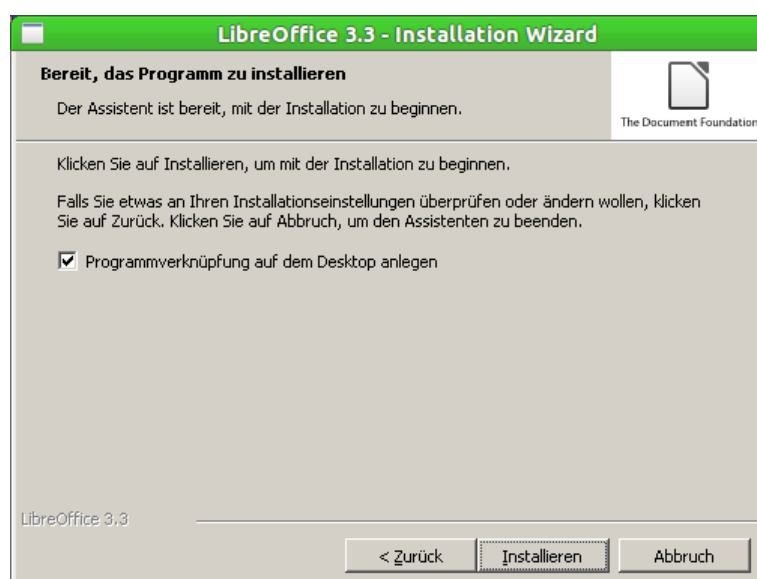 LibreOffice 3.3 - Installation Wizard
Bereit, das Programm zu installieren
Der Assistent ist bereit, mit der Installation zu beginnen.
The Document Foundation
Klicken Sie auf Installieren, um mit der Installation zu beginnen.
Falls Sie etwas an Ihren Installationseinstellungen überprüfen oder ändern wollen, klicken
Sie auf Zurück. Klicken Sie auf Abbruch, um den Assistenten zu beenden.
Programmverknüpfung auf dem Desktop anlegen
LibreOffice 3.3
< Zurück
Installieren
Abbruch